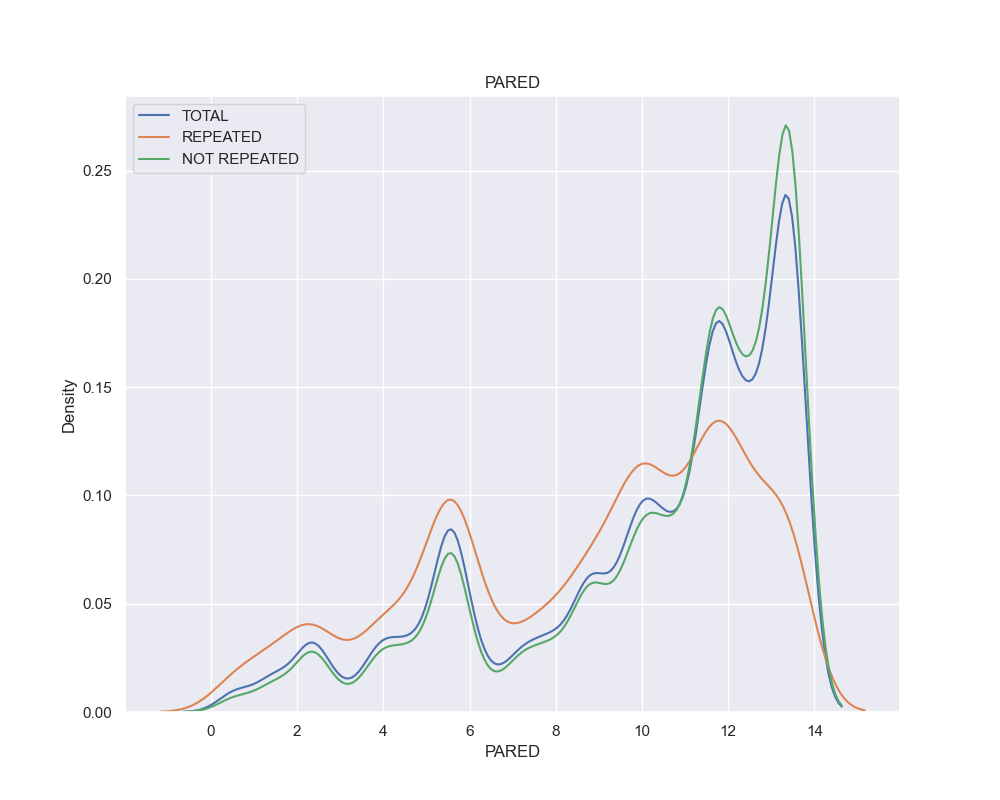 PARED
TOTAL
REPEATED
NOT REPEATED
0.25
0.20
0.15
0.10
0.05
0.00
Density
0 2 4 6 8 10 12 14
PARED